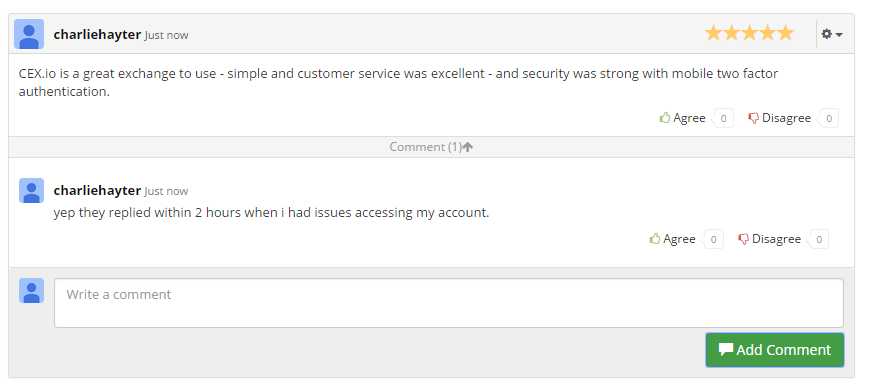 charliehayter Just now
CEX.io is a great exchange to use - simple and customer service was excellent - and security was strong with mobile two factor
authentication.
Agree 0 Disagree 0
Comment (1)
charliehayter Just now
yep they replied within 2 hours when i had issues accessing my account.
Agree 0 Disagree 0
Write a comment
Add Comment